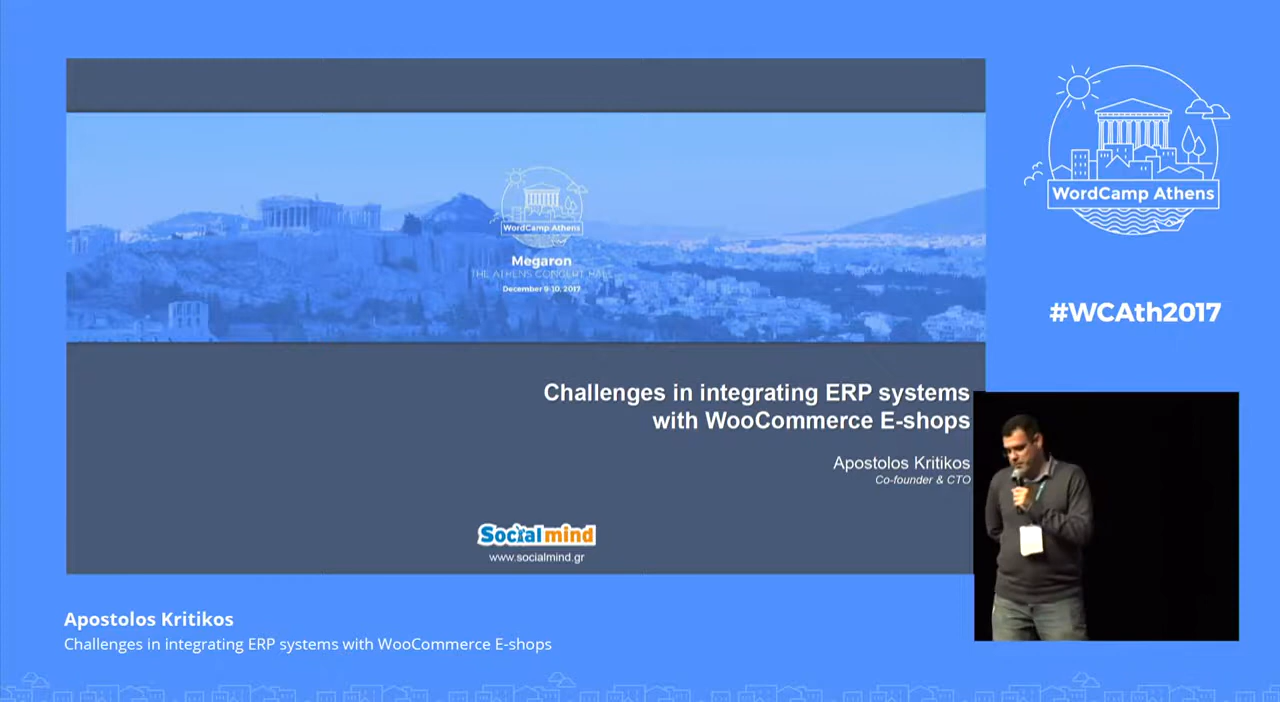 WordCamp Athens
Megaron
THE ATHENS CONCERT HALL
December 9-10, 2017
Challenges in integrating ERP systems
with WooCommerce E-shops
Apostolos Kritikos
Co-founder & CTO
Socialmind
www.socialmind.gr
WordCamp Athens
#WCAth2017
Apostolos Kritikos
Challenges in integrating ERP systems with WooCommerce E-shops